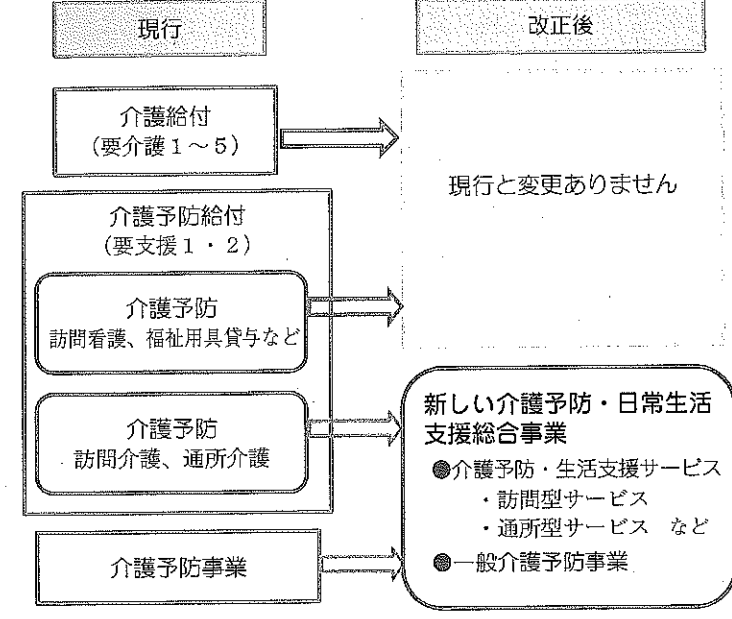 現行
改正後
介護給付
(要介護1～5)
現行と変更ありません
介護予防給付
(要支援1・2)
介護予防
訪問看護、福祉用具貸与など
介護予防
訪問介護、通所介護
介護予防事業
新しい介護予防・日常生活
支援総合事業
●介護予防・生活支援サービス
・訪問型サービス
・通所型サービス など
●一般介護予防事業